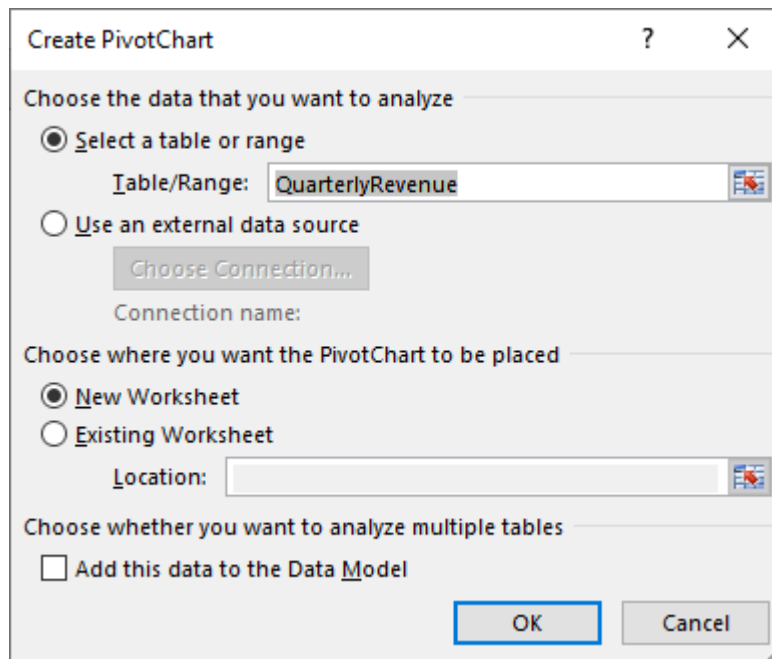 Create PivotChart
?
Choose the data that you want to analyze
Select a table or range
Table/Range: QuarterlyRevenue
Use an external data source
Choose Connection...
Connection name:
Choose where you want the PivotChart to be placed
New Worksheet
Existing Worksheet
Location:
Choose whether you want to analyze multiple tables
Add this data to the Data Model
OK Cancel